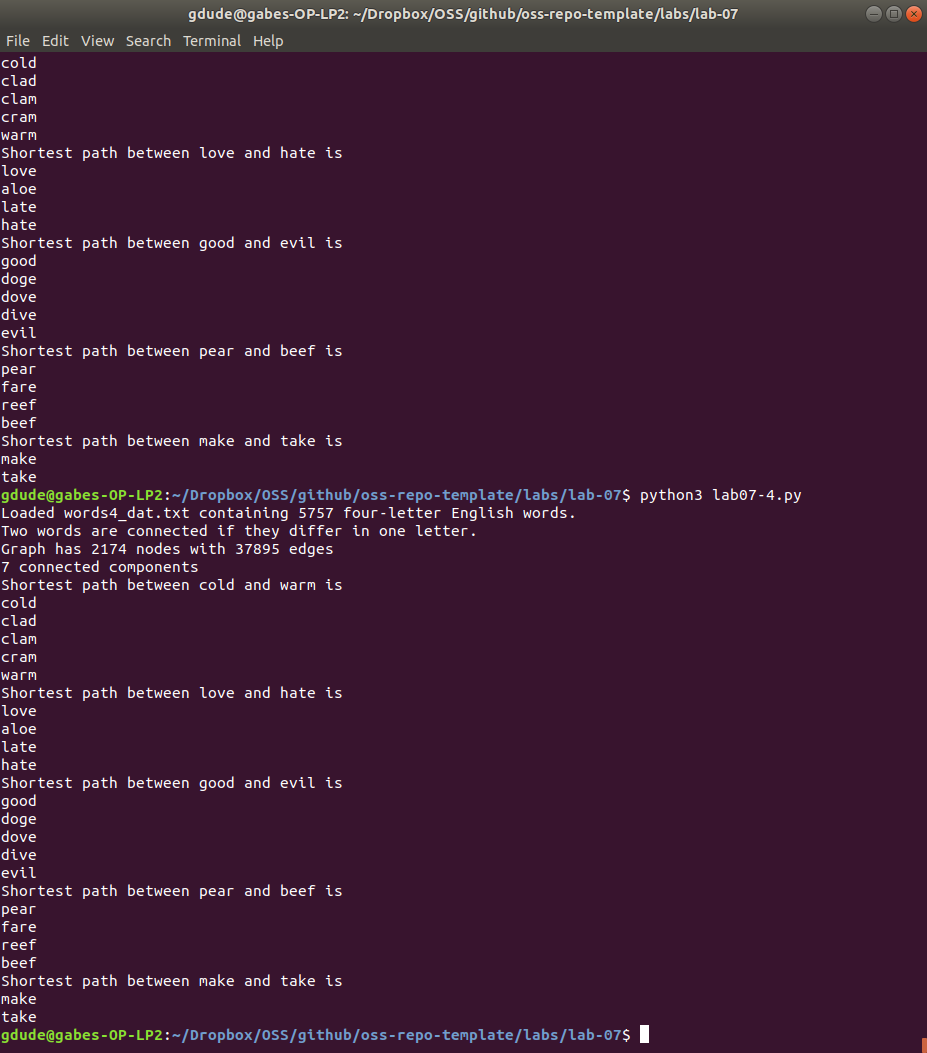 gdude@gabes-OP-LP2: ~/Dropbox/OSS/github/oss-repo-template/labs/lab-07
File Edit View Search Terminal Help
cold
clad
clam
cram
warm
Shortest path between love and hate is
love
aloe
late
hate
Shortest path between good and evil is
good
doge
dove
dive
evil
Shortest path between pear and beef is
pear
fare
reef
beef
Shortest path between make and take is
make
take
gdude@gabes-OP-LP2:~/Dropbox/OSS/github/oss-repo-template/labs/lab-07$ python3 lab07-4.py
Loaded words4_dat.txt containing 5757 four-letter English words.
Two words are connected if they differ in one letter.
Graph has 2174 nodes with 37895 edges
7 connected components
Shortest path between cold and warm is
cold
clad
clam
cram
warm
Shortest path between love and hate is
love
aloe
late
hate
Shortest path between good and evil is
good
doge
dove
dive
evil
Shortest path between pear and beef is
pear
fare
reef
beef
Shortest path between make and take is
make
take
gdude@gabes-OP-LP2:~/Dropbox/OSS/github/oss-repo-template/labs/lab-07$